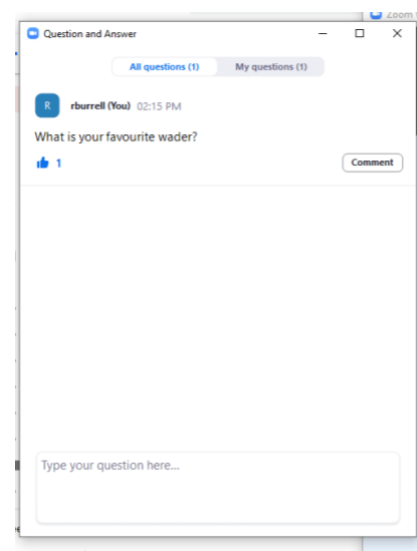 Zoom
Question and Answer
All questions (1) My questions (1)
R rburrell (You) 02:15 PM
What is your favourite wader?
1 Comment
Type your question here...